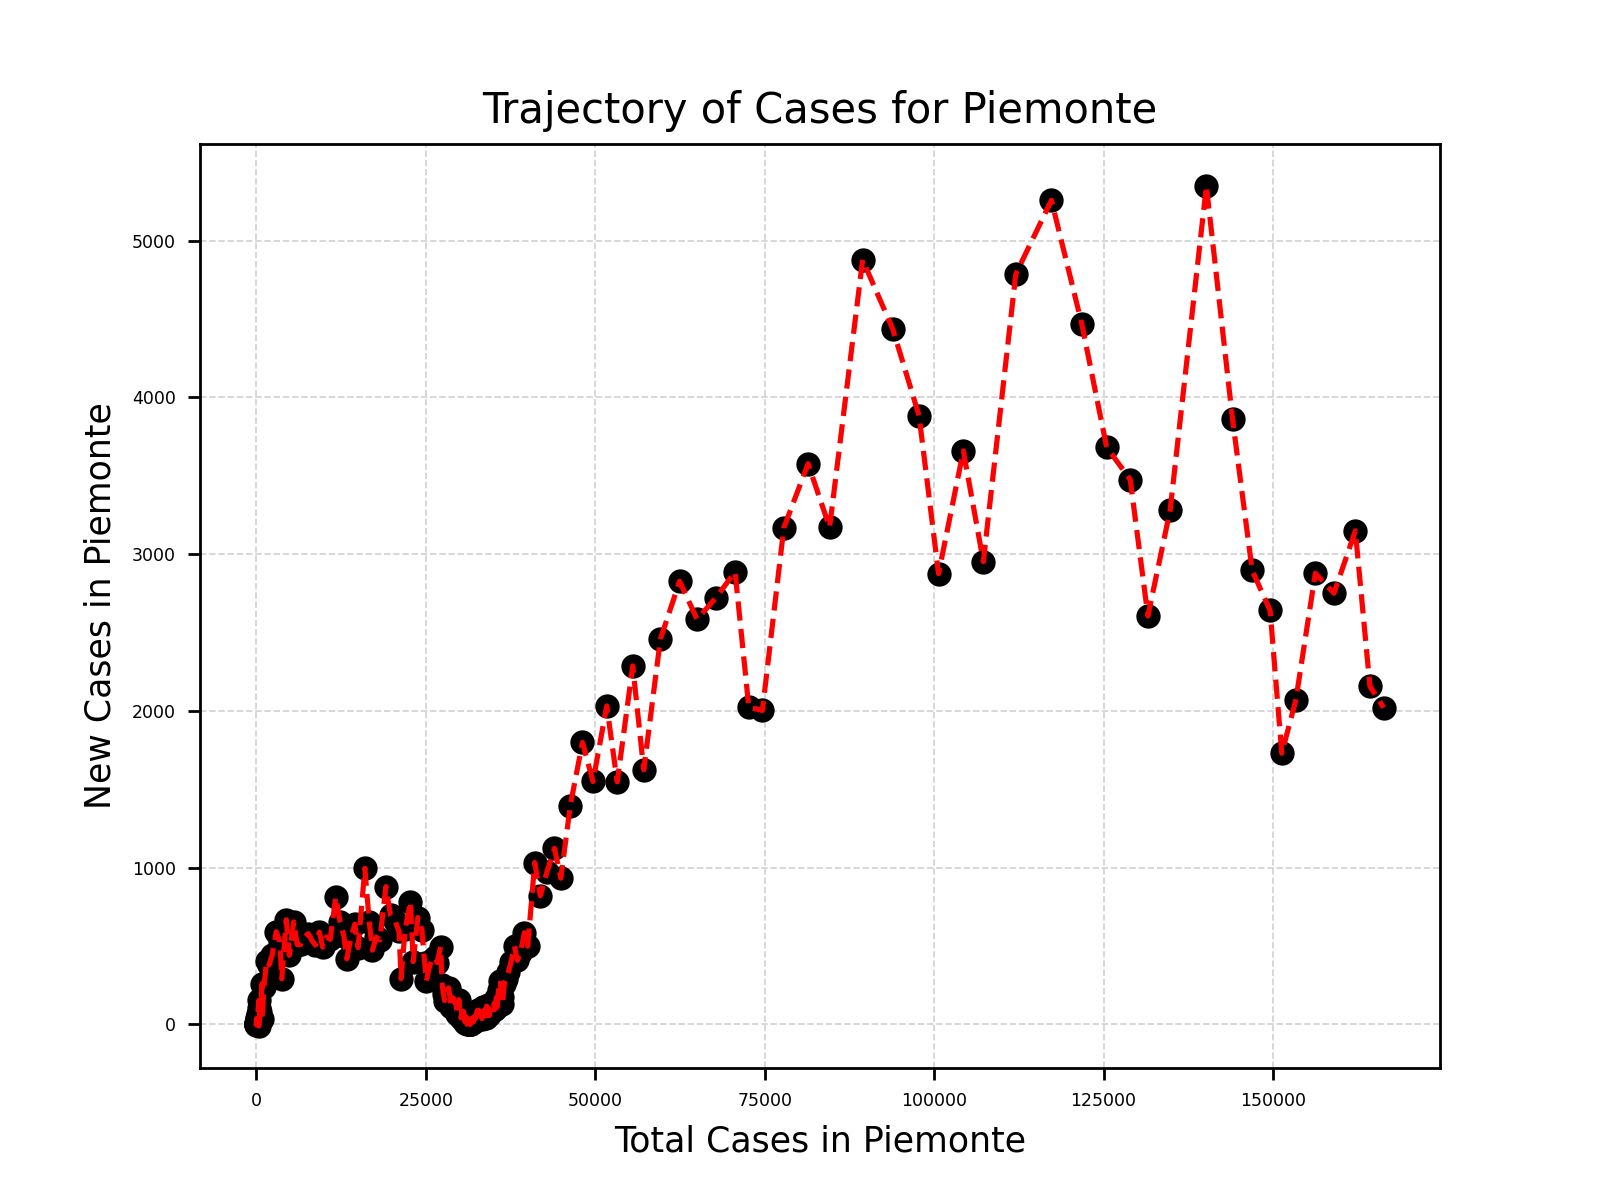 Trajectory of Cases for Piemonte
New Cases in Piemonte
5000
4000
3000
2000
1000
0
0 25000 50000 75000 100000 125000 150000
Total Cases in Piemonte